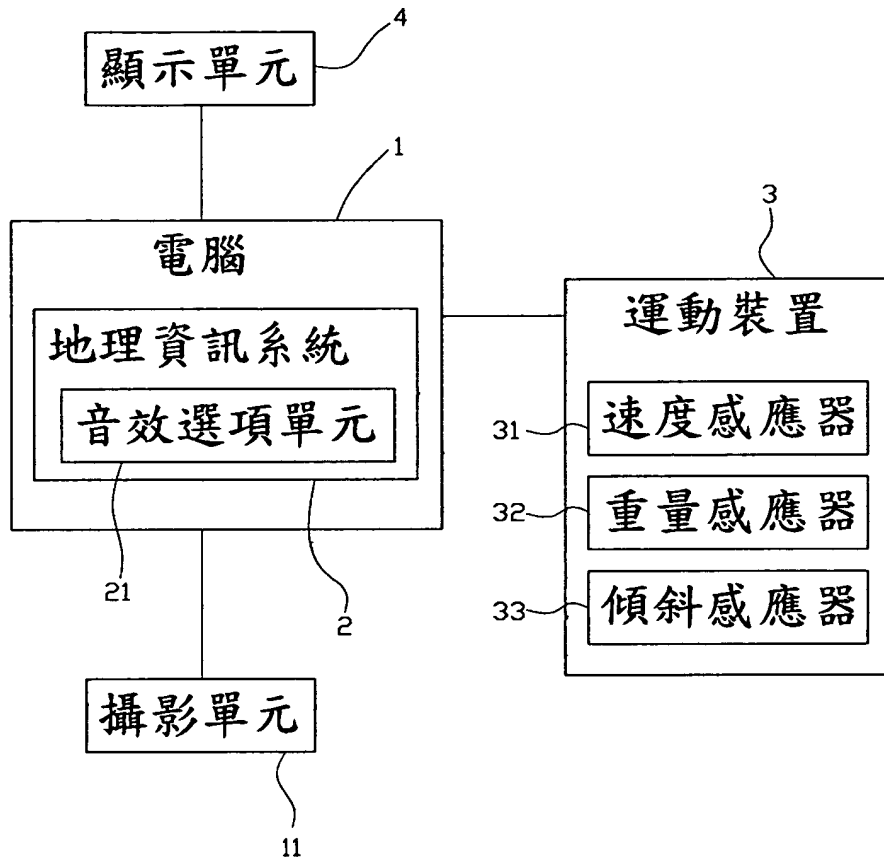 4
顯示單元
1
電腦
地理資訊系統
音效選項單元
21
2
攝影單元
11
3
運動裝置
31
速度感應器
32
重量感應器
33
傾斜感應器